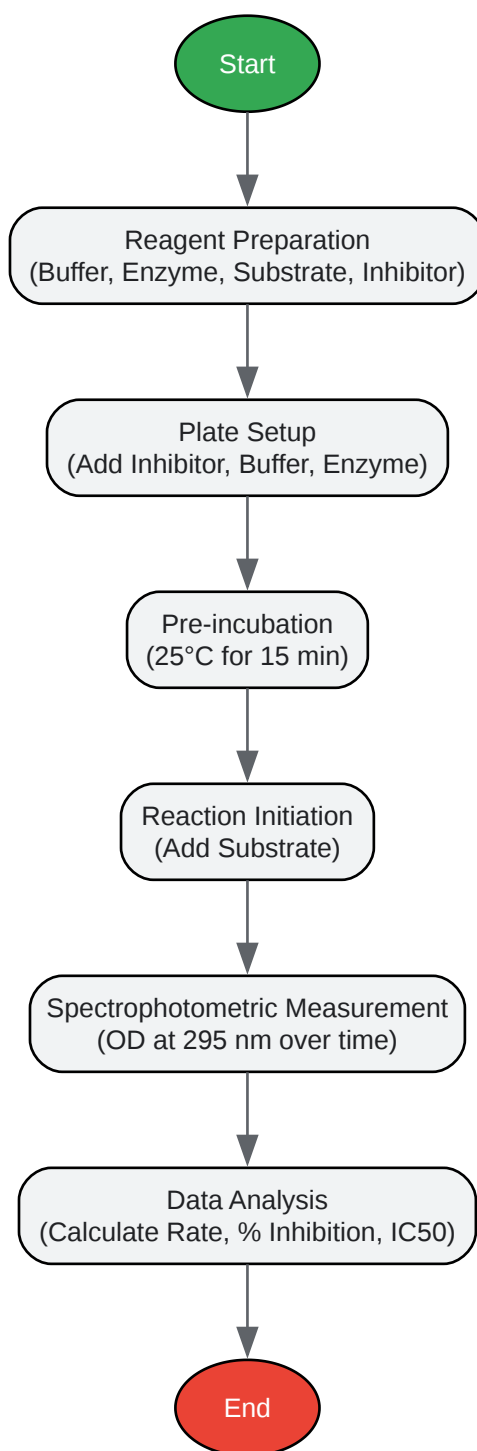 Start
Reagent Preparation
(Buffer, Enzyme, Substrate, Inhibitor)
Plate Setup
(Add Inhibitor, Buffer, Enzyme)
Pre-incubation
(25°C for 15 min)
Reaction Initiation
(Add Substrate)
Spectrophotometric Measurement
(OD at 295 nm over time)
Data Analysis
(Calculate Rate, % Inhibition, IC50)
End